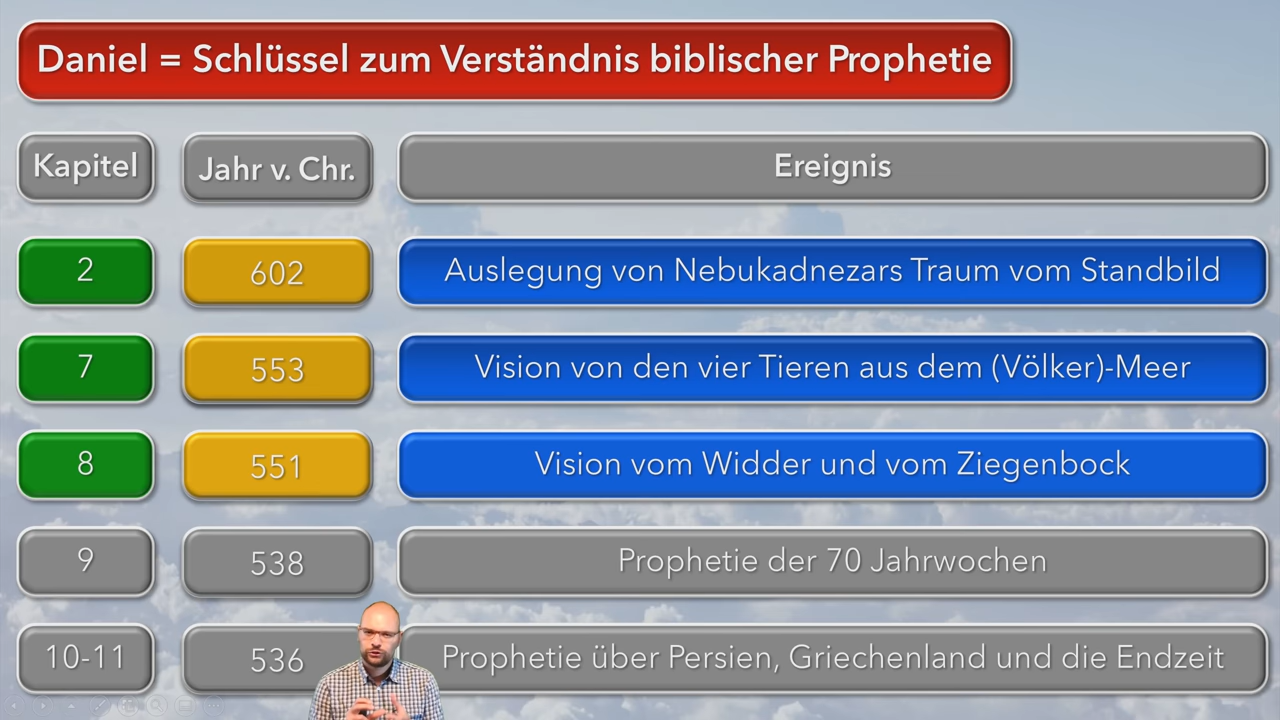 Daniel = Schlüssel zum Verständnis biblischer Prophetie
Kapitel Jahr v. Chr. Ereignis
2 602 Auslegung von Nebukadnezars Traum vom Standbild
7 553 Vision von den vier Tieren aus dem (Völker)-Meer
8 551 Vision vom Widder und vom Ziegenbock
9 538 Prophetie der 70 Jahrwochen
10-11 536 Prophetie über Persien, Griechenland und die Endzeit